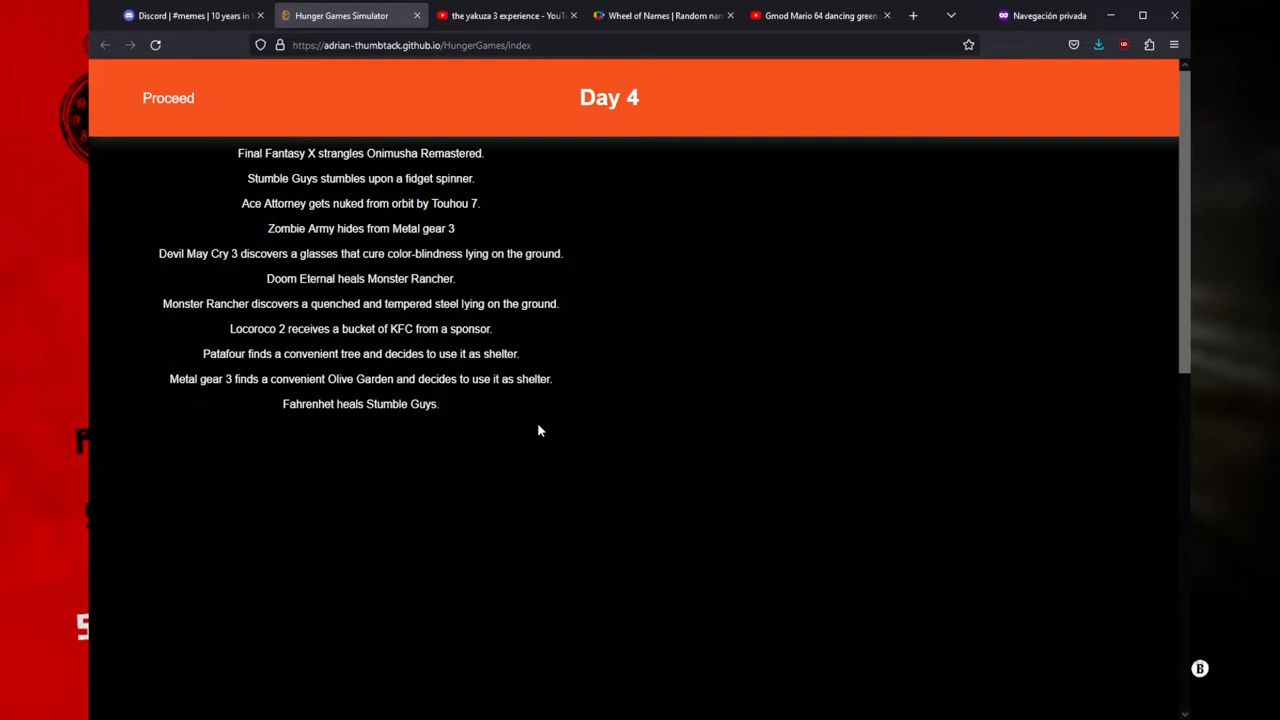 Discord | #memes | 10 years in t
Hunger Games Simulator
the yakuza 3 experience - YouT
Wheel of Names | Random nam
Gmod Mario 64 dancing green
Navegación privada
https://adrian-thumbtack.github.io/HungerGames/index
Proceed
Day 4
Final Fantasy X strangles Onimusha Remastered.
Stumble Guys stumbles upon a fidget spinner.
Ace Attorney gets nuked from orbit by Touhou 7.
Zombie Army hides from Metal gear 3
Devil May Cry 3 discovers a glasses that cure color-blindness lying on the ground.
Doom Eternal heals Monster Rancher.
Monster Rancher discovers a quenched and tempered steel lying on the ground.
Locoroco 2 receives a bucket of KFC from a sponsor.
Patafour finds a convenient tree and decides to use it as shelter.
Metal gear 3 finds a convenient Olive Garden and decides to use it as shelter.
Fahrenhet heals Stumble Guys.
B